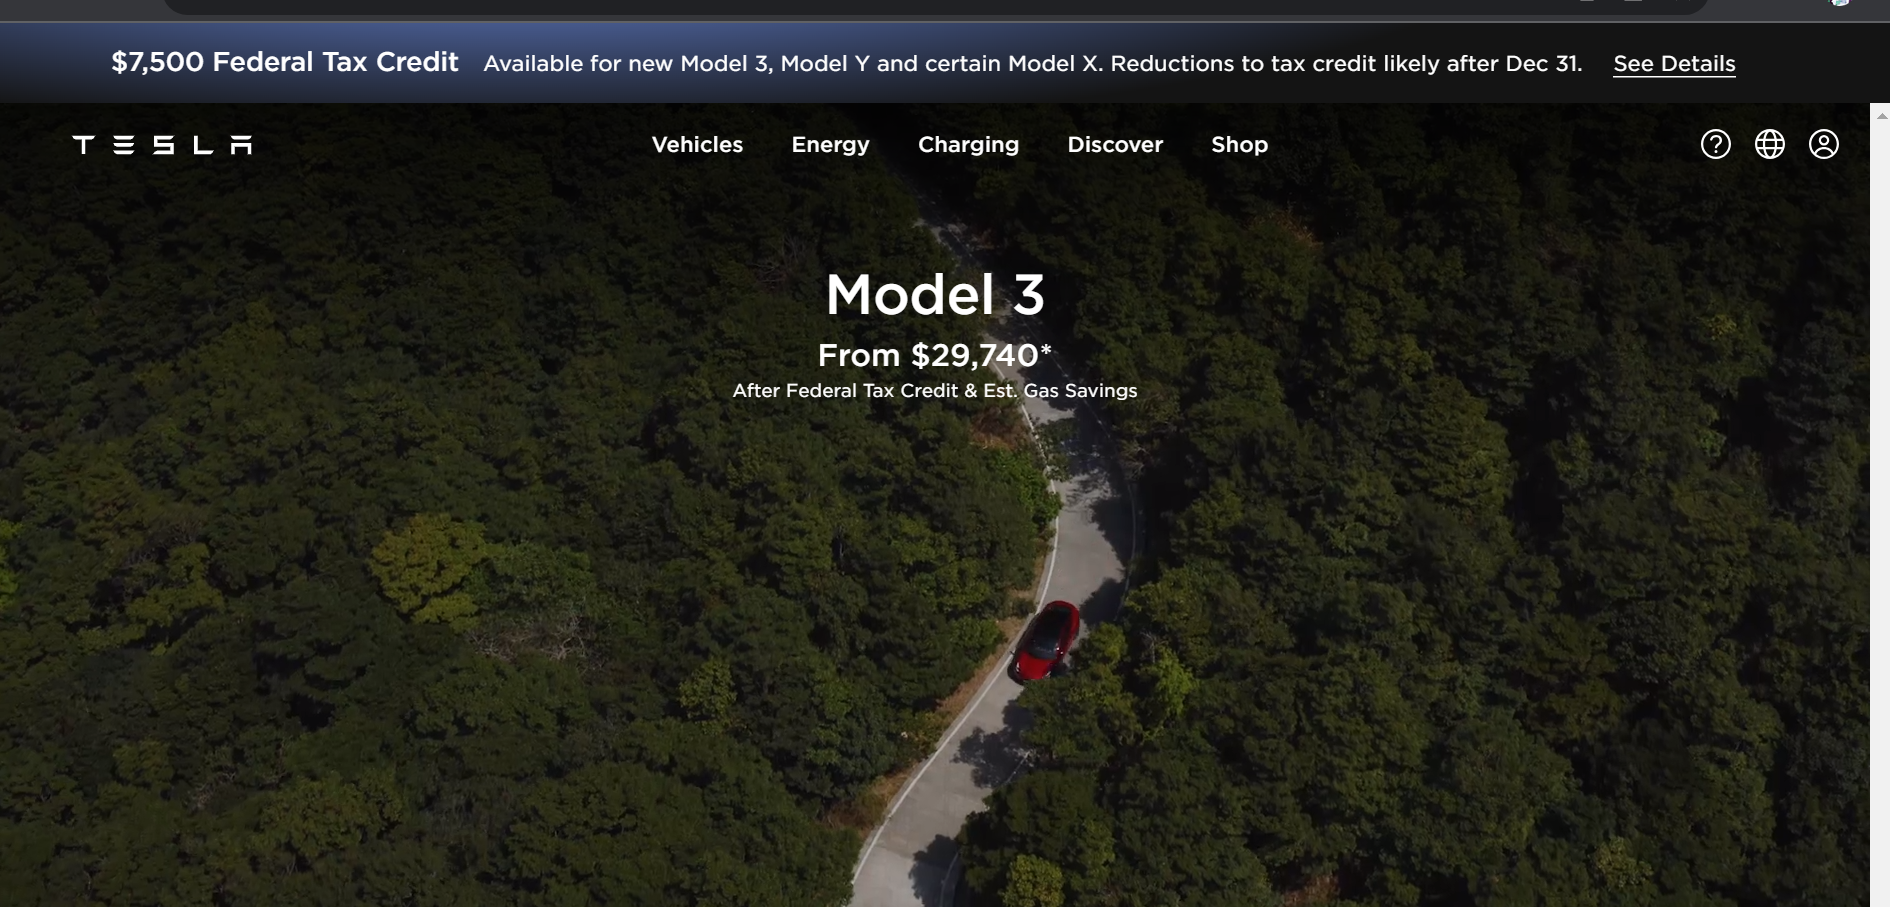 $7,500 Federal Tax Credit Available for new Model 3, Model Y and certain Model X. Reductions to tax credit likely after Dec 31. See Details
TESLA Vehicles Energy Charging Discover Shop
Model 3
From $29,740*
After Federal Tax Credit & Est. Gas Savings